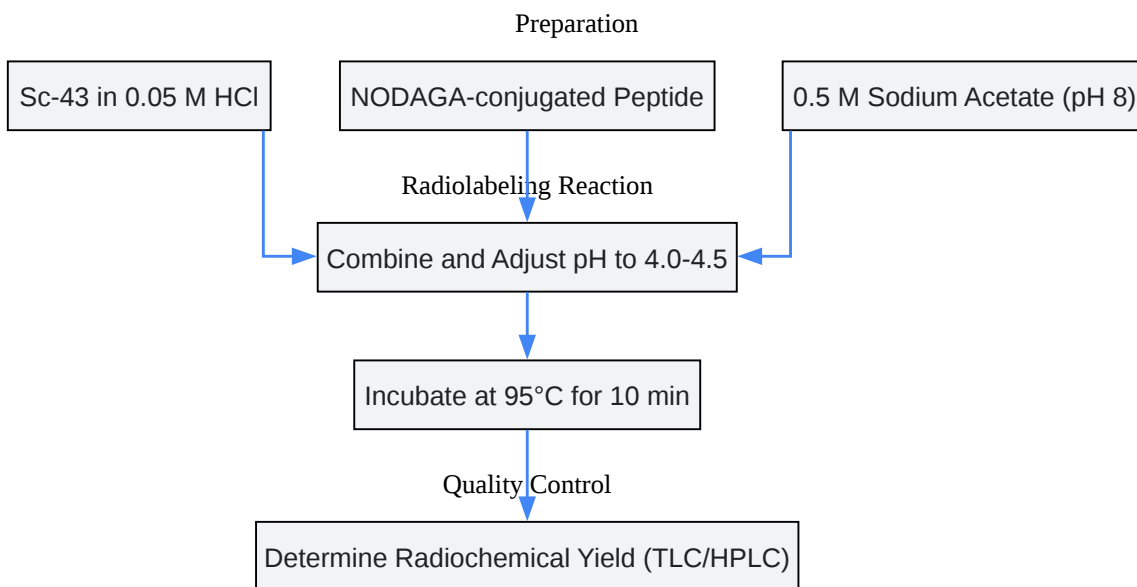 Preparation
Sc-43 in 0.05 M HCl
NODAGA-conjugated Peptide
0.5 M Sodium Acetate (pH 8)
Radiolabeling Reaction
Combine and Adjust pH to 4.0-4.5
Incubate at 95°C for 10 min
Quality Control
Determine Radiochemical Yield (TLC/HPLC)